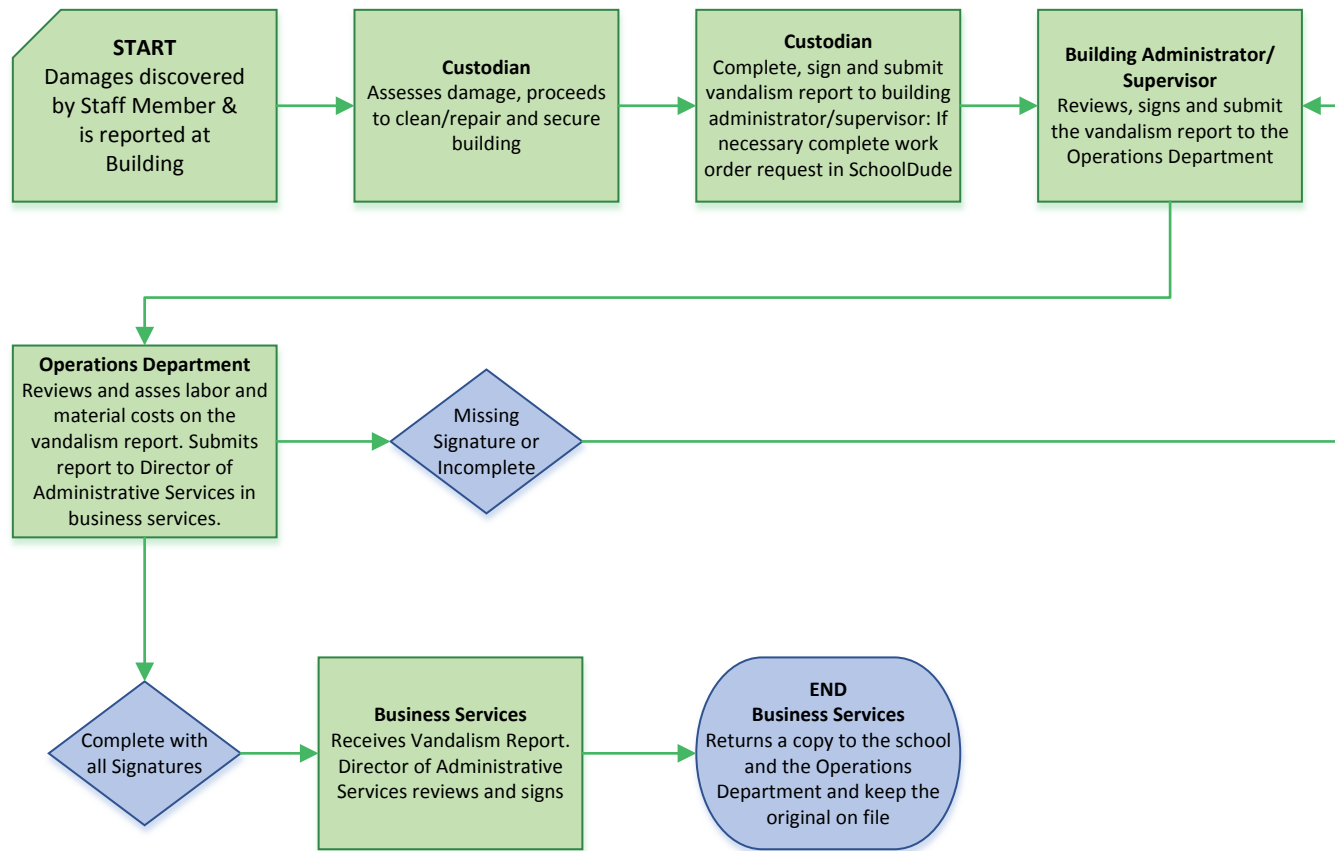 START
Damages discovered
by Staff Member &
is reported at
Building
Custodian
Assesses damage, proceeds
to clean/repair and secure
building
Custodian
Complete, sign and submit
vandalism report to building
administrator/supervisor: If
necessary complete work
order request in SchoolDude
Building Administrator/
Supervisor
Reviews, signs and submit
the vandalism report to the
Operations Department
Operations Department
Reviews and asses labor and
material costs on the
vandalism report. Submits
report to Director of
Administrative Services in
business services.
Missing
Signature or
Incomplete
Complete with
all Signatures
Business Services
Receives Vandalism Report.
Director of Administrative
Services reviews and signs
END
Business Services
Returns a copy to the school
and the Operations
Department and keep the
original on file